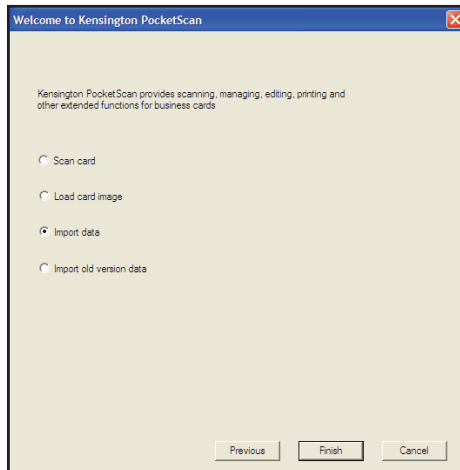 Welcome to Kensington PocketScan
Kensington PocketScan provides scanning, managing, editing, printing and
other extended functions for business cards
Scan card
Load card image
Import data
Import old version data
Previous Finish Cancel